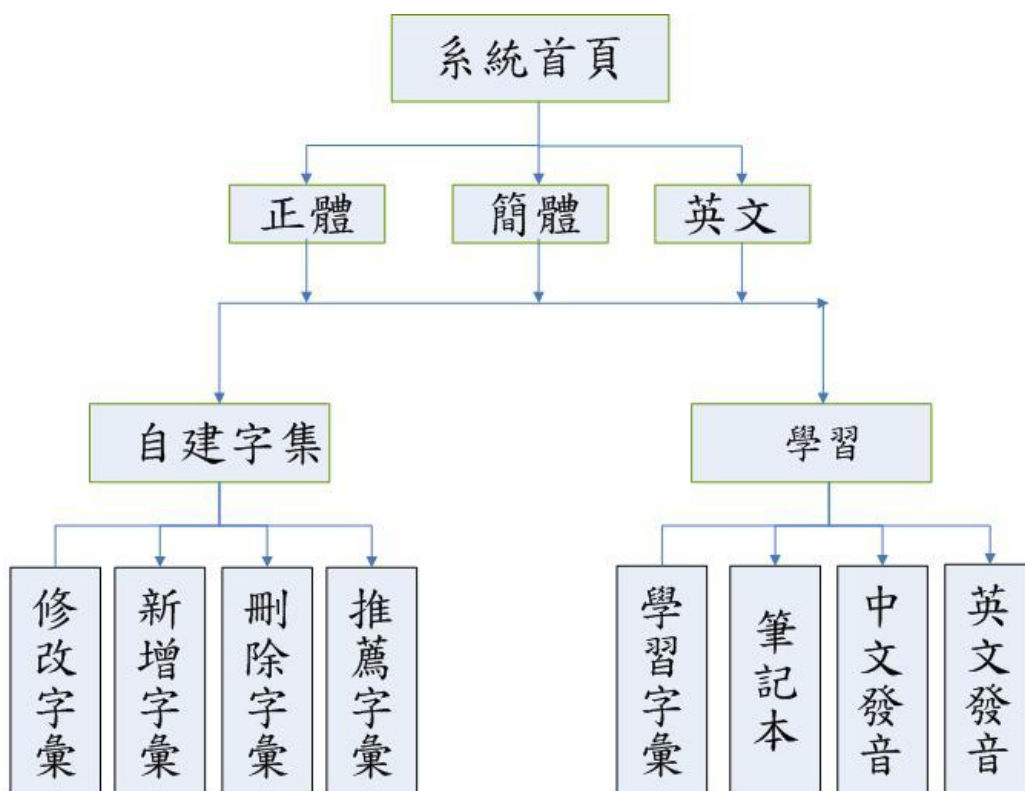 系統首頁
正體
簡體
英文
自建字集
學習
修改字彙
新增字彙
刪除字彙
推薦字彙
學習字彙
筆記本
中文發音
英文發音